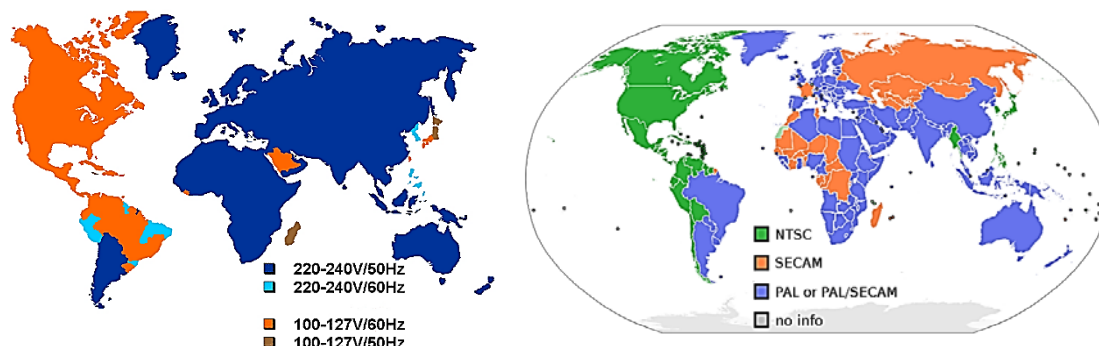 220-240V/50Hz
220-240V/60Hz
100-127V/60Hz
100-127V/50Hz
NTSC
SECAM
PAL or PAL/SECAM
no info